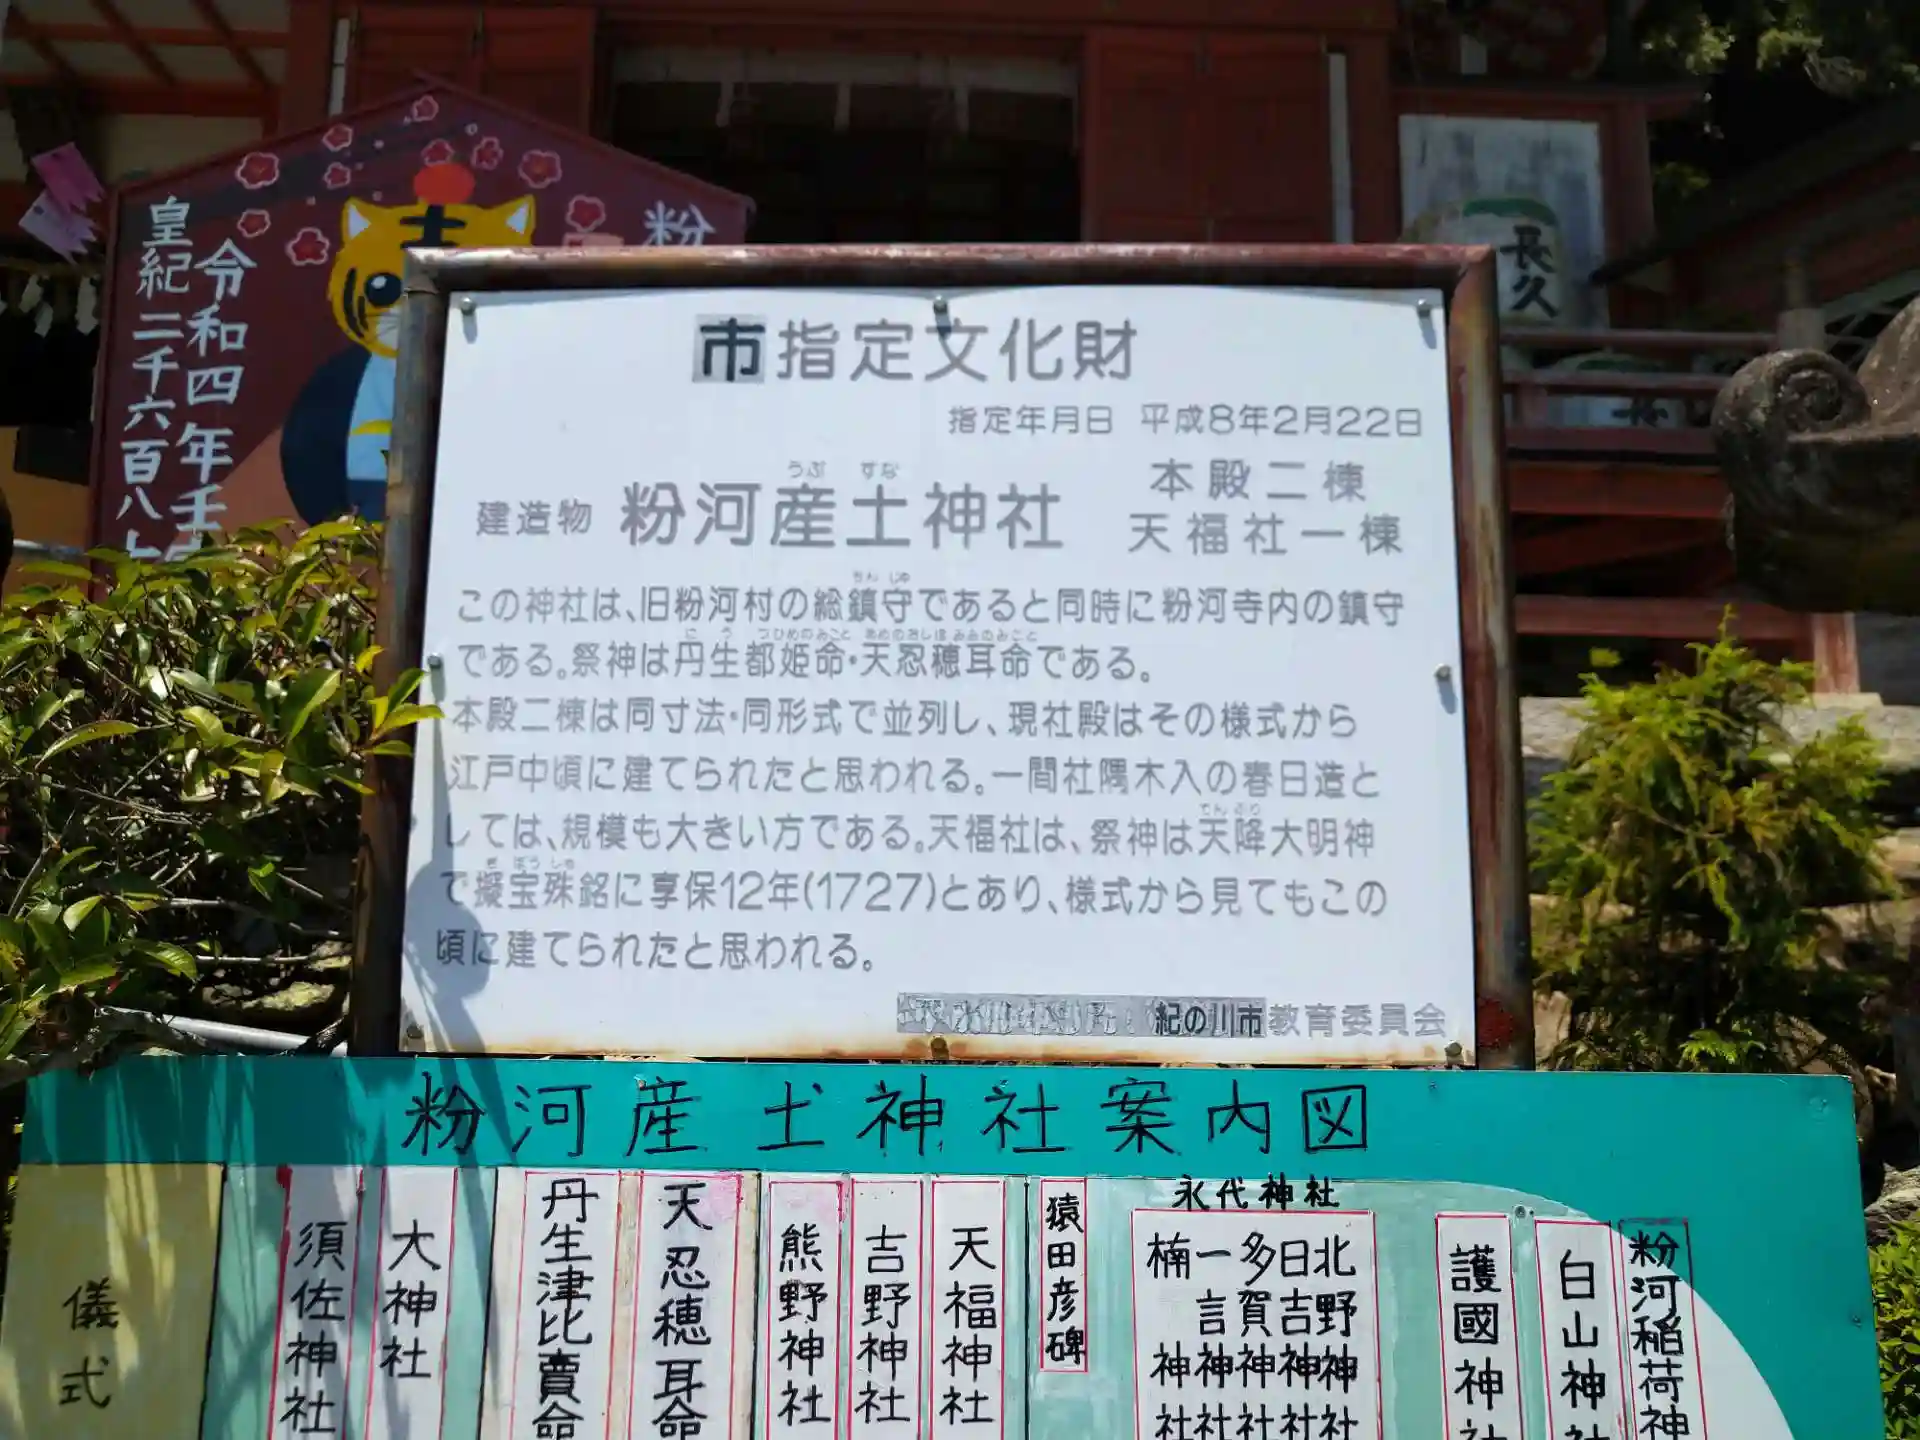 皇紀二千六百八
令和四年壬
粉
長久
市指定文化財
指定年月日 平成8年2月22日
建造物 粉河産土神社
うぶ すな
本殿二棟
天福社一棟
ちん じゅ
この神社は、旧粉河村の総鎮守であると同時に粉河寺内の鎮守
に う づひめのみこと あめのおしほ みみのみこと
である。祭神は丹生都姫命・天忍穂耳命である。
本殿二棟は同寸法・同形式で並列し、現社殿はその様式から
江戸中頃に建てられたと思われる。一間社隅木入の春日造と
しては、規模も大きい方である。天福社は、祭神は天降大明神
ぎ ぼう しゅ
で擬宝殊銘に享保12年(1727)とあり、様式から見てもこの
頃に建てられたと思われる。
紀の川市教育委員会
粉河産土神社案内図
儀式
須佐神社
大神社
丹生津比賣命
天忍穂耳命
熊野神社
吉野神社
天福神社
猿田彦碑
永代神社
楠神社
一言神社
多賀神社
日吉神社
北野神社
護國神社
白山神社
粉河稲荷神